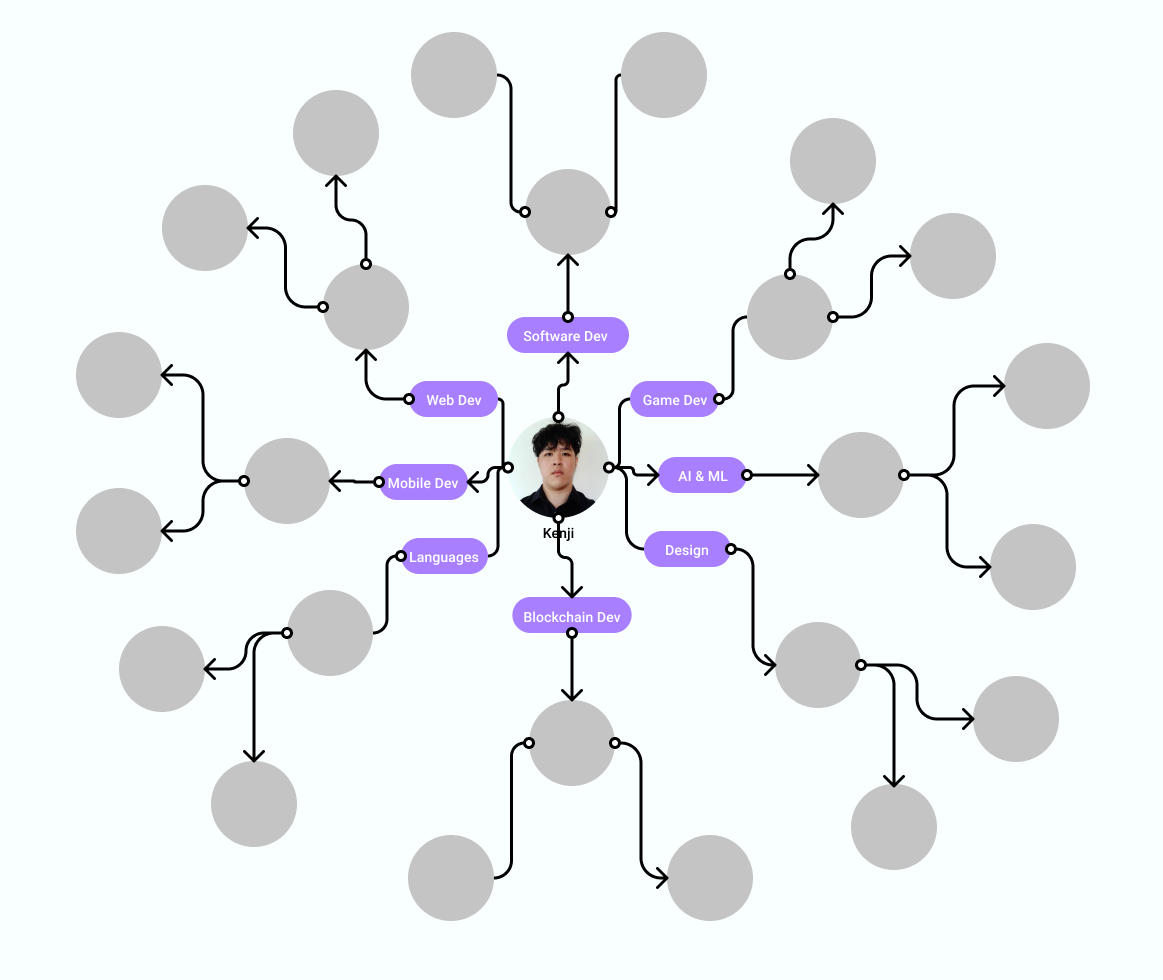 Software Dev
Web Dev
Game Dev
Mobile Dev
AI & ML
Kenji
Languages
Design
Blockchain Dev